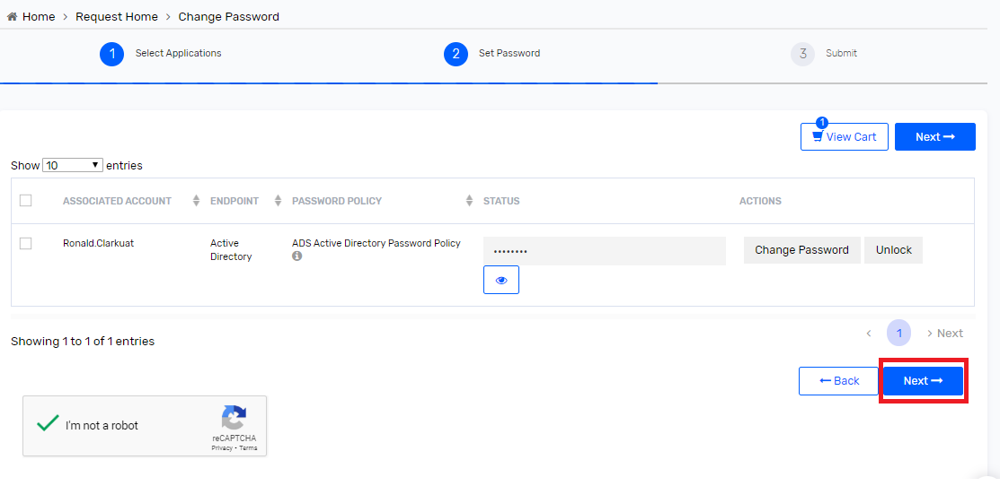 Home > Request Home > Change Password
1 Select Applications
2 Set Password
3 Submit
1
View Cart
Next
Show 10 entries
ASSOCIATED ACCOUNT ENDPOINT PASSWORD POLICY STATUS ACTIONS
Ronald.Clarkuat Active ADS Active Directory Password Policy •••••••• Change Password Unlock
Directory
Showing 1 to 1 of 1 entries
‹ 1 › Next
Back Next
I'm not a robot
reCAPTCHA
Privacy - Terms